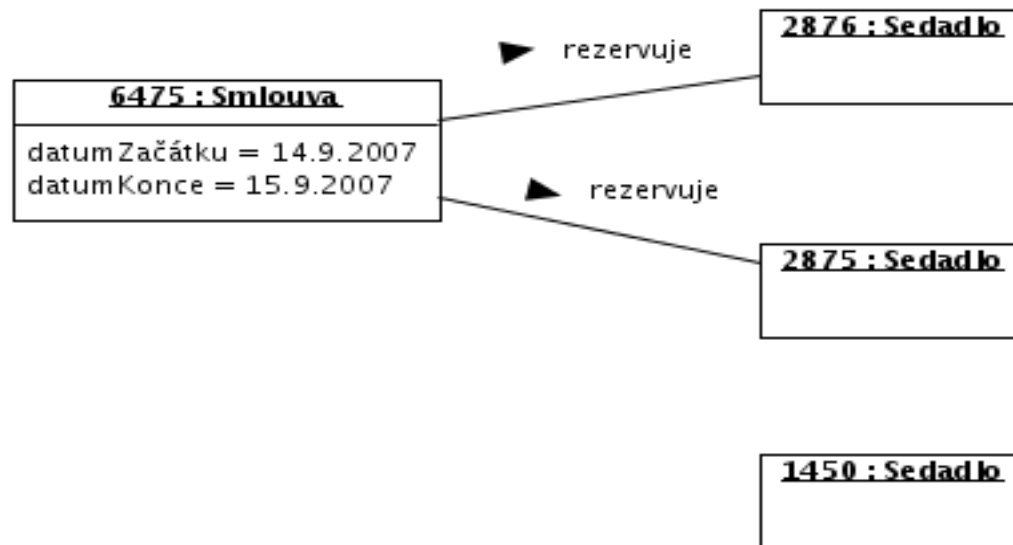 2876 : Sedadlo
rezervuje
6475 : Smlouva
datumZačátku = 14.9.2007
datumKonce = 15.9.2007
rezervuje
2875 : Sedadlo
1450 : Sedadlo